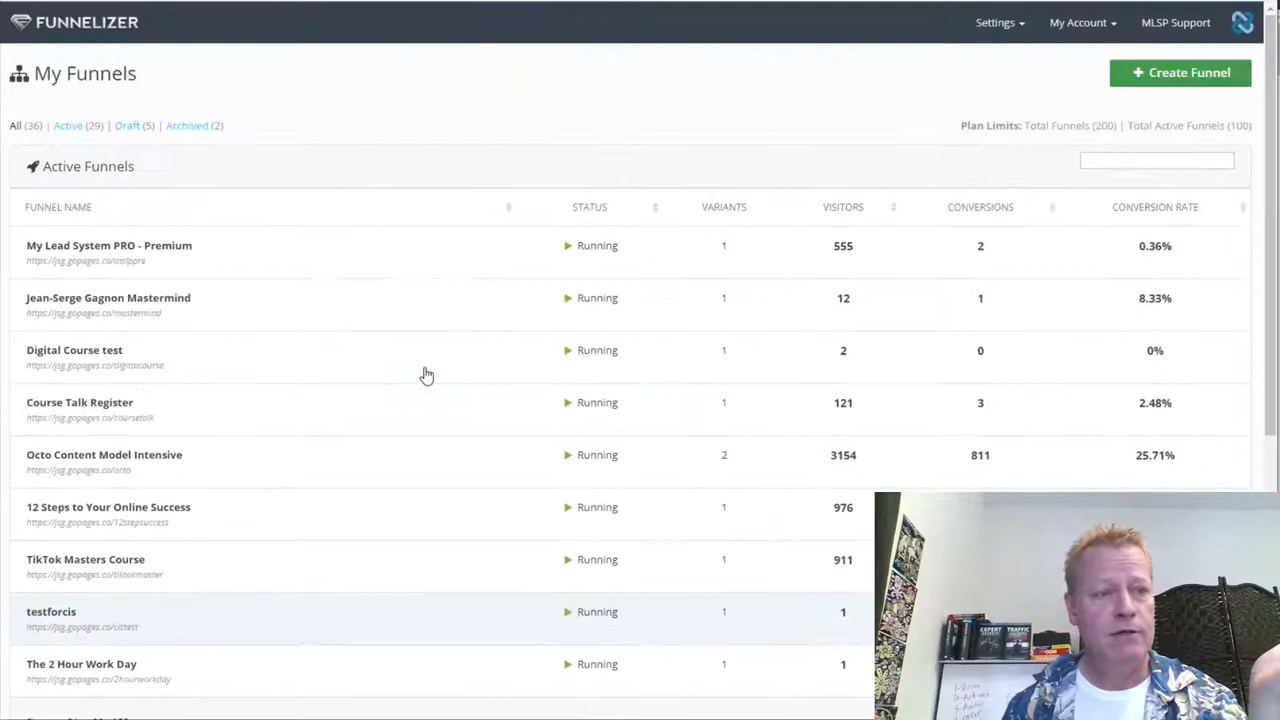 FUNNELIZER
Settings
My Account
MLSP Support
My Funnels
+ Create Funnel
All (36) | Active (29) | Draft (5) | Archived (2)
Plan Limits: Total Funnels (200) | Total Active Funnels (100)
Active Funnels
FUNNEL NAME STATUS VARIANTS VISITORS CONVERSIONS CONVERSION RATE
My Lead System PRO - Premium Running 1 555 2 0.36%
Jean-Serge Gagnon Mastermind Running 1 12 1 8.33%
https://jsg.gopages.co/mastermind
Digital Course test Running 1 2 0 0%
https://jsg.gopages.co/digitalcourse
Course Talk Register Running 1 121 3 2.48%
https://jsg.gopages.co/coursetalk
Octo Content Model Intensive Running 2 3154 811 25.71%
https://jsg.gopages.co/octo
12 Steps to Your Online Success Running 1 976
https://jsg.gopages.co/12stepsuccess
TikTok Masters Course Running 1 911
https://jsg.gopages.co/tiktokmaster
testforcis Running 1 1
https://jsg.gopages.co/cistest
The 2 Hour Work Day Running 1 1
https://jsg.gopages.co/2hourworkday
EXPERT
SECRETS
TRAFFIC
SECRETS